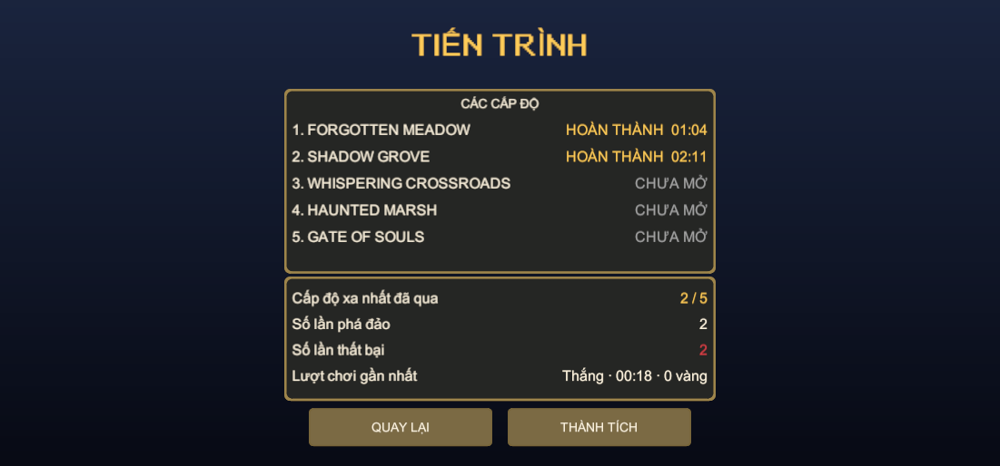 TIẾN TRÌNH
CÁC CẤP ĐỘ
1. FORGOTTEN MEADOW HOÀN THÀNH 01:04
2. SHADOW GROVE HOÀN THÀNH 02:11
3. WHISPERING CROSSROADS CHƯA MỞ
4. HAUNTED MARSH CHƯA MỞ
5. GATE OF SOULS CHƯA MỞ
Cấp độ xa nhất đã qua 2 / 5
Số lần phá đảo 2
Số lần thất bại 2
Lượt chơi gần nhất Thắng · 00:18 · 0 vàng
QUAY LẠI THÀNH TÍCH